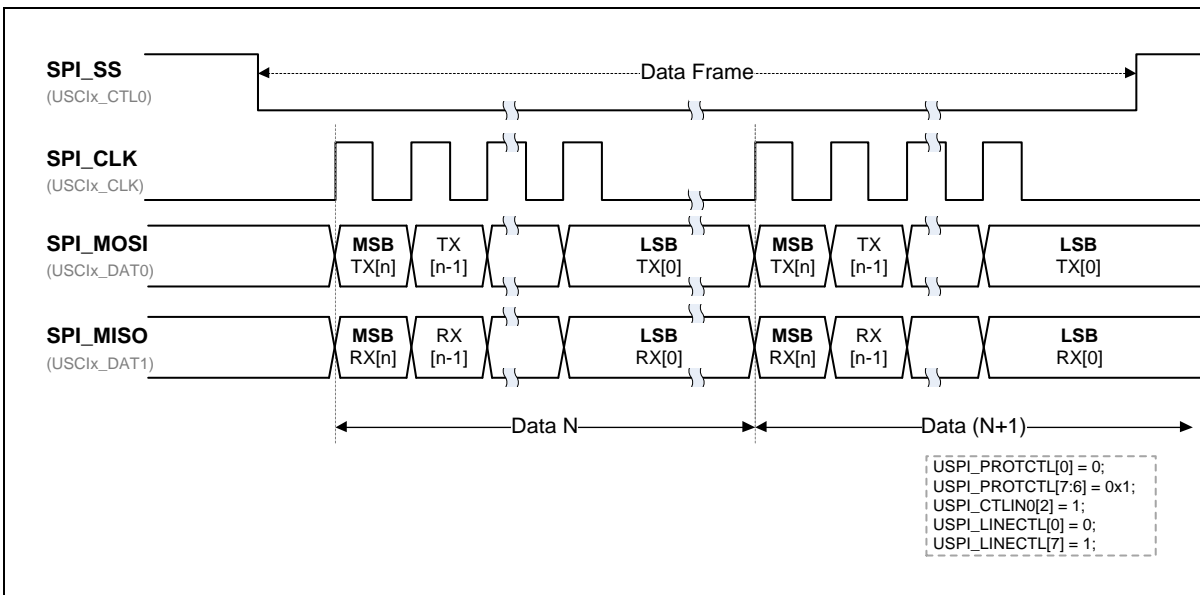 SPI_SS
(USCIx_CTL0)
Data Frame
SPI_CLK
(USCIx_CLK)
SPI_MOSI
(USCIx_DAT0)
MSB
TX[n]
TX
[n-1]
LSB
TX[0]
MSB
TX[n]
TX
[n-1]
LSB
TX[0]
SPI_MISO
(USCIx_DAT1)
MSB
RX[n]
RX
[n-1]
LSB
RX[0]
MSB
RX[n]
RX
[n-1]
LSB
RX[0]
Data N
Data (N+1)
USPI_PROTCTL[0] = 0;
USPI_PROTCTL[7:6] = 0x1;
USPI_CTLIN0[2] = 1;
USPI_LINECTL[0] = 0;
USPI_LINECTL[7] = 1;